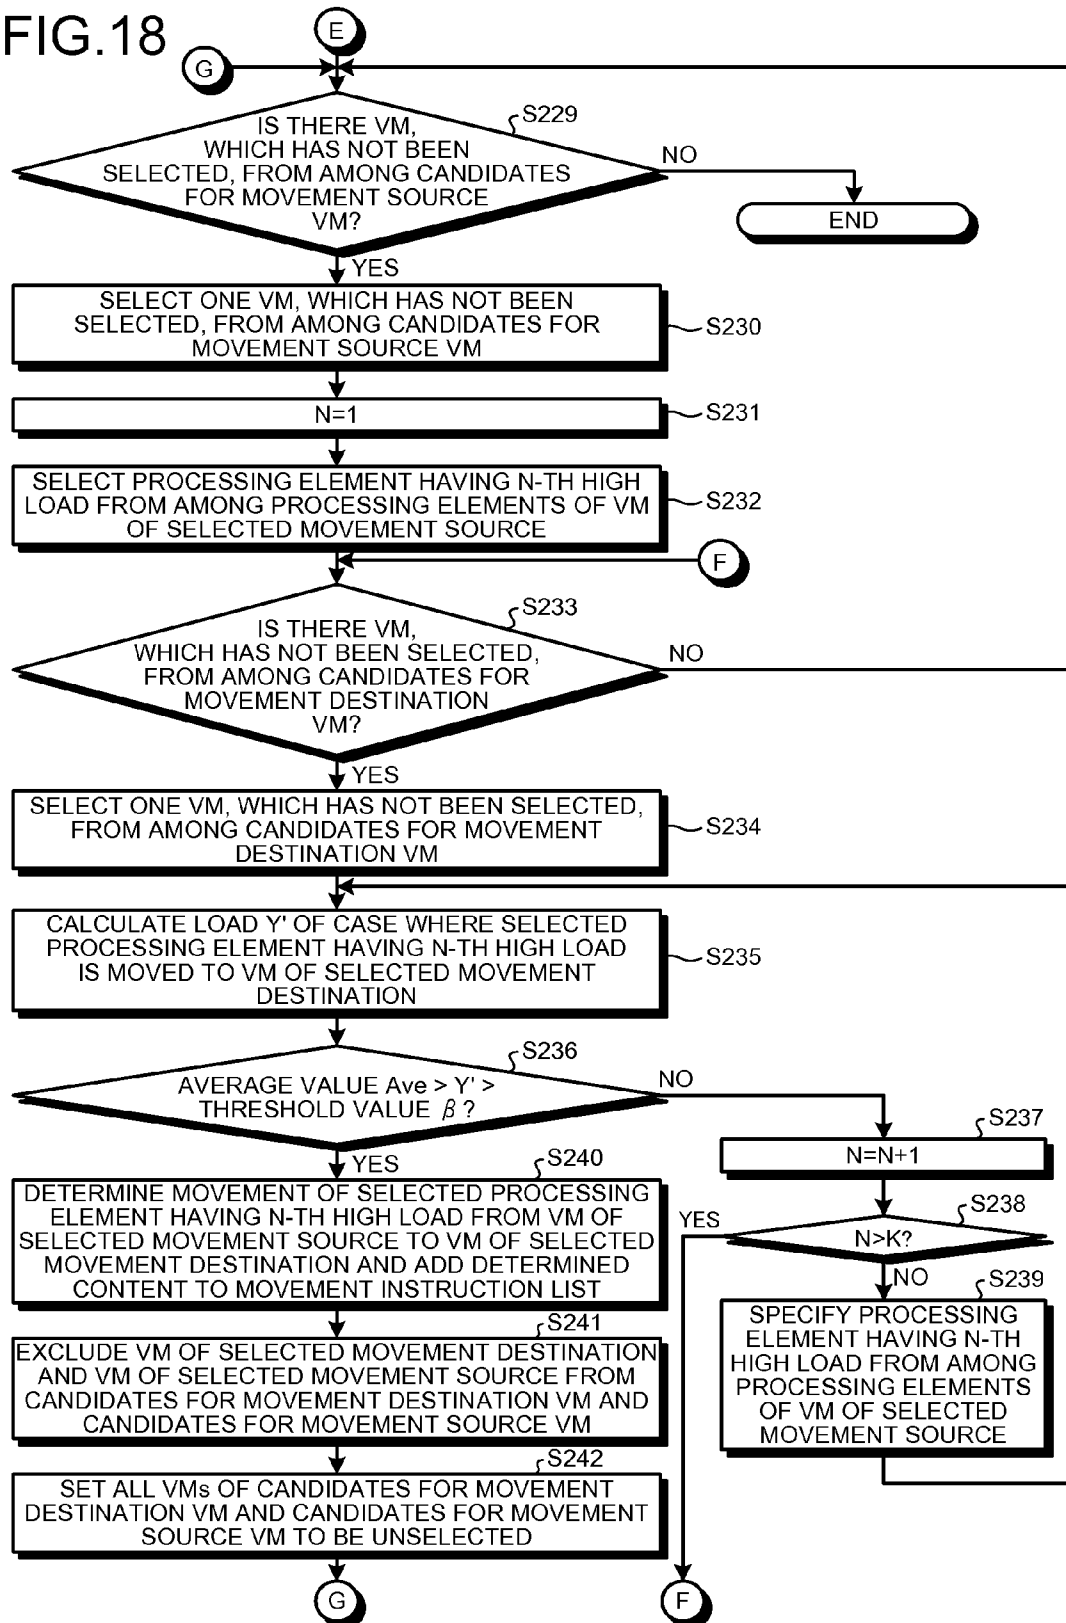 FIG.18
E
G
S229
IS THERE VM,
WHICH HAS NOT BEEN
SELECTED, FROM AMONG CANDIDATES
FOR MOVEMENT SOURCE
VM?
NO
END
YES
SELECT ONE VM, WHICH HAS NOT BEEN
SELECTED, FROM AMONG CANDIDATES FOR
MOVEMENT SOURCE VM
S230
N=1
S231
SELECT PROCESSING ELEMENT HAVING N-TH HIGH
LOAD FROM AMONG PROCESSING ELEMENTS OF VM
OF SELECTED MOVEMENT SOURCE
S232
F
S233
IS THERE VM,
WHICH HAS NOT BEEN SELECTED,
FROM AMONG CANDIDATES FOR
MOVEMENT DESTINATION
VM?
NO
YES
SELECT ONE VM, WHICH HAS NOT BEEN SELECTED,
FROM AMONG CANDIDATES FOR MOVEMENT
DESTINATION VM
S234
CALCULATE LOAD Y' OF CASE WHERE SELECTED
PROCESSING ELEMENT HAVING N-TH HIGH LOAD
IS MOVED TO VM OF SELECTED MOVEMENT
DESTINATION
S235
S236
AVERAGE VALUE Ave > Y' >
THRESHOLD VALUE β?
NO
YES
S237
N=N+1
S238
N>K?
YES
NO
S239
SPECIFY PROCESSING
ELEMENT HAVING N-TH
HIGH LOAD FROM AMONG
PROCESSING ELEMENTS
OF VM OF SELECTED
MOVEMENT SOURCE
S240
DETERMINE MOVEMENT OF SELECTED PROCESSING
ELEMENT HAVING N-TH HIGH LOAD FROM VM OF
SELECTED MOVEMENT SOURCE TO VM OF SELECTED
MOVEMENT DESTINATION AND ADD DETERMINED
CONTENT TO MOVEMENT INSTRUCTION LIST
S241
EXCLUDE VM OF SELECTED MOVEMENT DESTINATION
AND VM OF SELECTED MOVEMENT SOURCE FROM
CANDIDATES FOR MOVEMENT DESTINATION VM AND
CANDIDATES FOR MOVEMENT SOURCE VM
S242
SET ALL VMs OF CANDIDATES FOR MOVEMENT
DESTINATION VM AND CANDIDATES FOR MOVEMENT
SOURCE VM TO BE UNSELECTED
G
F